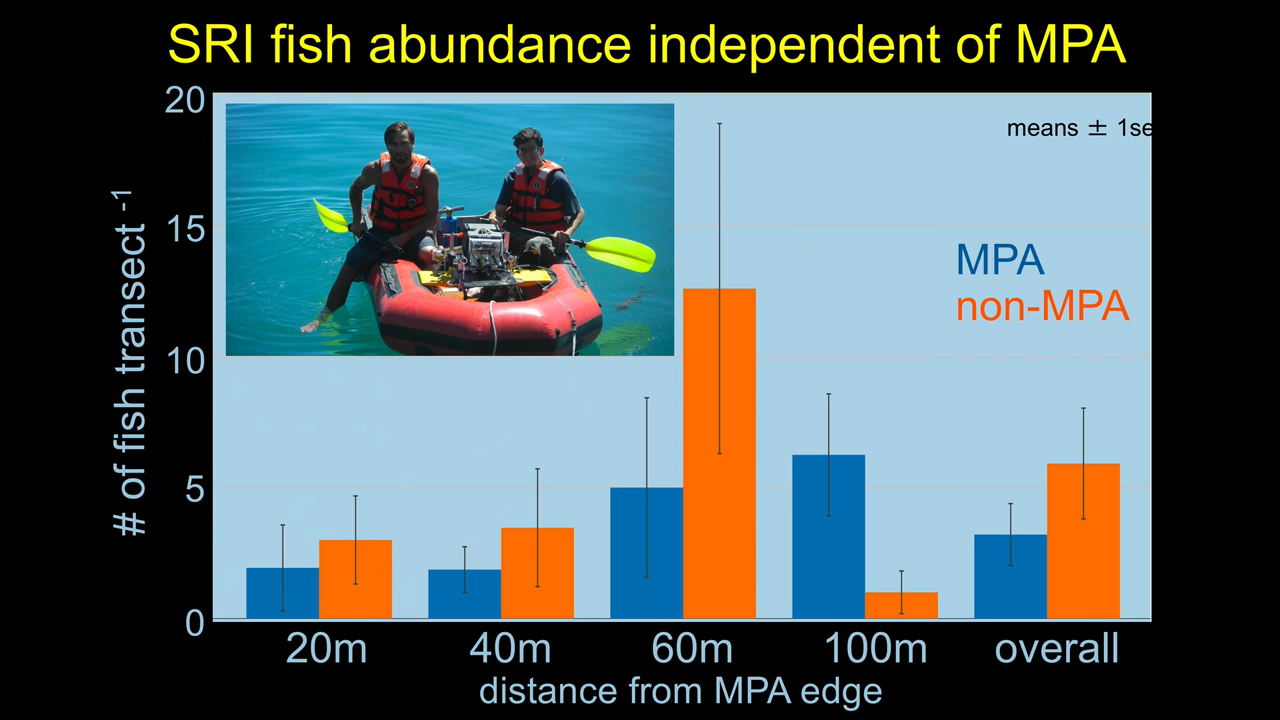 SRI fish abundance independent of MPA
20
means ± 1se
# of fish transect -1
15
MPA
non-MPA
10
5
0
20m 40m 60m 100m overall
distance from MPA edge